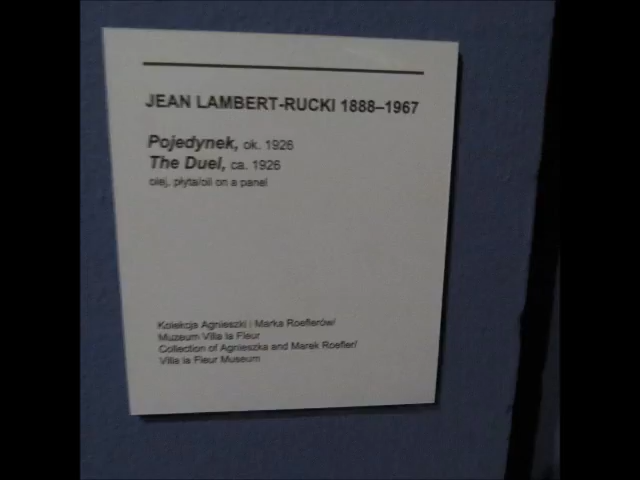 JEAN LAMBERT-RUCKI 1888–1967
Pojedynek, ok. 1926
The Duel, ca. 1926
olej, płyta/oil on a panel
Kolekcja Agnieszki i Marka Roeflerów/
Muzeum Villa la Fleur
Collection of Agnieszka and Marek Roefler/
Villa la Fleur Museum